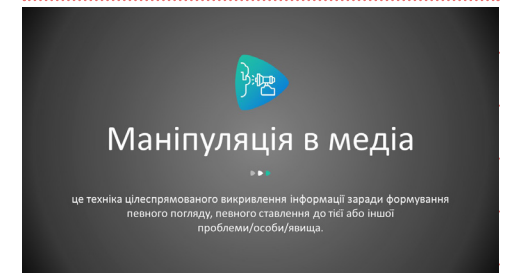 Маніпуляція в медіа
це техніка цілеспрямованого викривлення інформації заради формування
певного погляду, певного ставлення до тієї або іншої
проблеми/особи/явища.